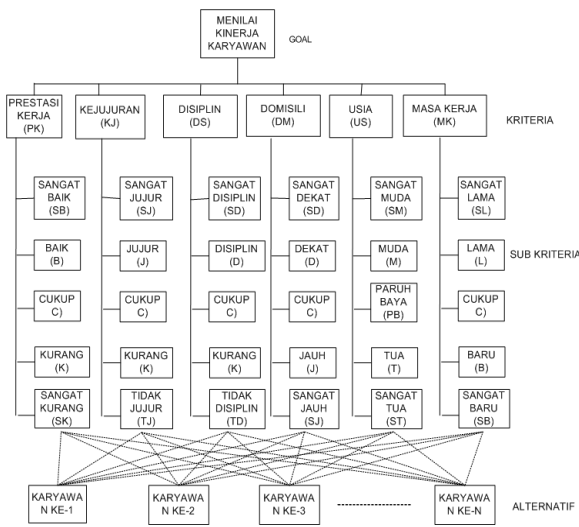 MENILAI
KINERJA
KARYAWAN
GOAL
PRESTASI
KERJA
(PK)
KEJUJURAN
(KJ)
DISIPLIN
(DS)
DOMISILI
(DM)
USIA
(US)
MASA KERJA
(MK)
KRITERIA
SANGAT
BAIK
(SB)
SANGAT
JUJUR
(SJ)
SANGAT
DISIPLIN
(SD)
SANGAT
DEKAT
(SD)
SANGAT
MUDA
(SM)
SANGAT
LAMA
(SL)
BAIK
(B)
JUJUR
(J)
DISIPLIN
(D)
DEKAT
(D)
MUDA
(M)
LAMA
(L)
SUB KRITERIA
CUKUP
C)
CUKUP
C)
CUKUP
C)
CUKUP
C)
PARUH
BAYA
(PB)
CUKUP
C)
KURANG
(K)
KURANG
(K)
KURANG
(K)
JAUH
(J)
TUA
(T)
BARU
(B)
SANGAT
KURANG
(SK)
TIDAK
JUJUR
(TJ)
TIDAK
DISIPLIN
(TD)
SANGAT
JAUH
(SJ)
SANGAT
TUA
(ST)
SANGAT
BARU
(SB)
KARYAWA
N KE-1
KARYAWA
N KE-2
KARYAWA
N KE-3
KARYAWA
N KE-N
ALTERNATIF